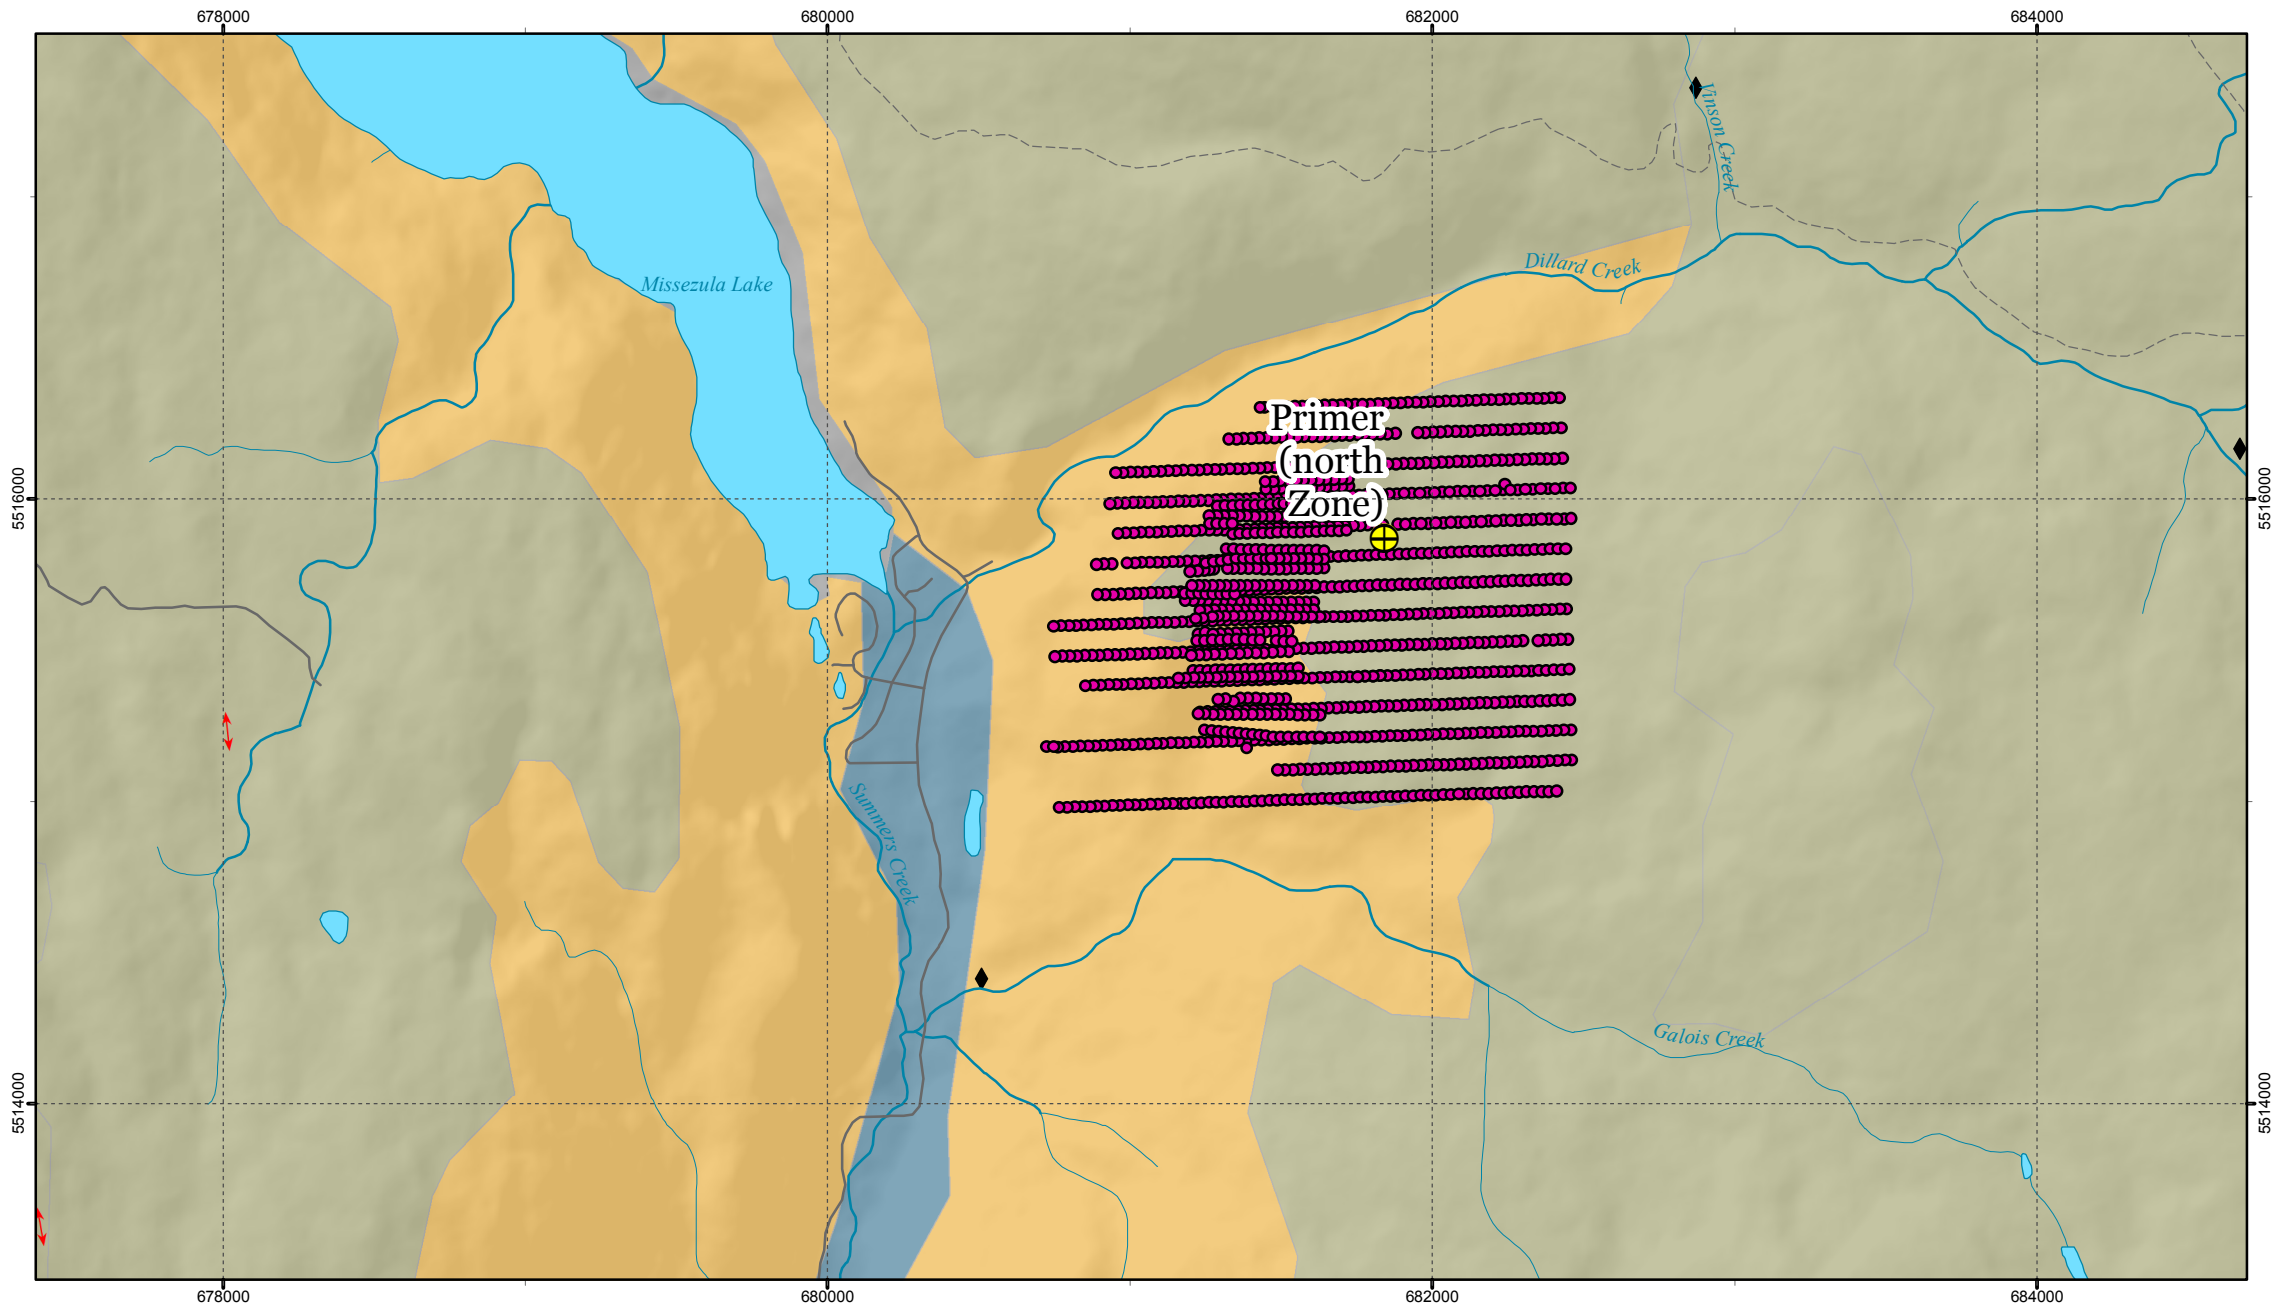 678000
680000
682000
684000
Vinson Creek
Dillard Creek
Missezula Lake
Primer
(north
Zone)
5516000
5516000
Summers Creek
Galois Creek
5514000
5514000
678000
680000
682000
684000